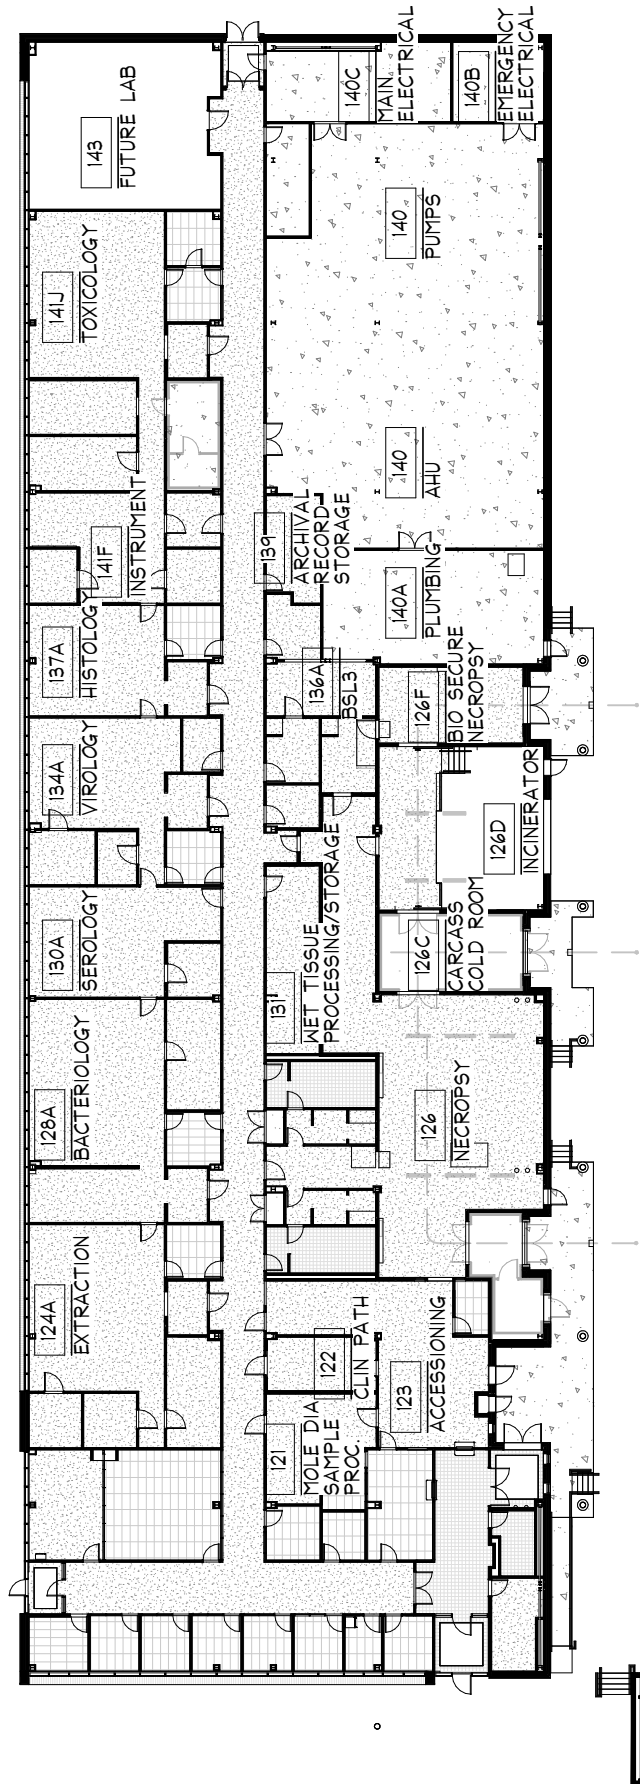 143
FUTURE LAB
141J
TOXICOLOGY
141F
INSTRUMENT
137A
HISTOLOGY
134A
VIROLOGY
130A
SEROLOGY
128A
BACTERIOLOGY
124A
EXTRACTION
140C
MAIN
ELECTRICAL
140B
EMERGENCY
ELECTRICAL
140
PUMPS
140
AHU
139
ARCHIVAL
RECORD
STORAGE
140A
PLUMBING
136A
BSL3
126F
BIO SECURE
NECROPSY
126D
INCINERATOR
126C
CARCASS
COLD ROOM
131
WET TISSUE
PROCESSING/STORAGE
126
NECROPSY
122
CLIN PATH
123
ACCESSIONING
121
MOLE DIA
SAMPLE
PROC.